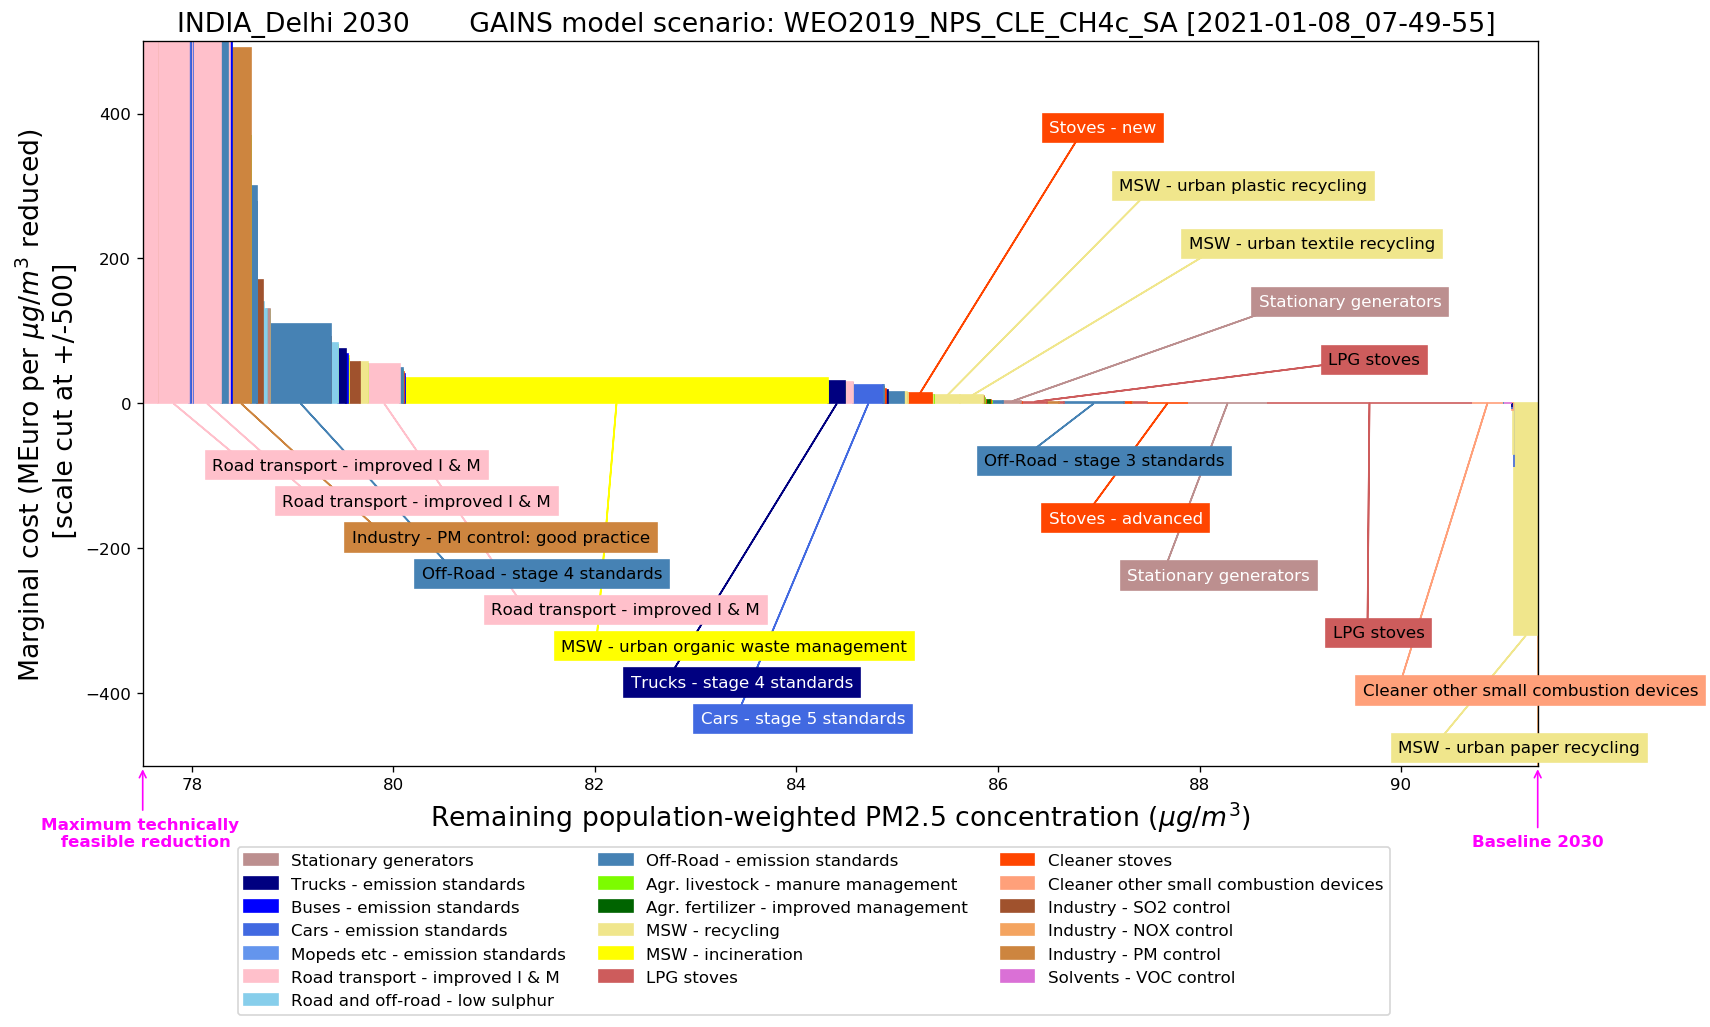 INDIA_Delhi 2030 GAINS model scenario: WEO2019_NPS_CLE_CH4c_SA [2021-01-08_07-49-55]
Marginal cost (MEuro per μg/m³ reduced)
[scale cut at +/-500]
400
200
0
−200
−400
Stoves - new
MSW - urban plastic recycling
MSW - urban textile recycling
Stationary generators
LPG stoves
Road transport - improved I & M
Road transport - improved I & M
Industry - PM control: good practice
Off-Road - stage 4 standards
Road transport - improved I & M
MSW - urban organic waste management
Trucks - stage 4 standards
Cars - stage 5 standards
Off-Road - stage 3 standards
Stoves - advanced
Stationary generators
LPG stoves
Cleaner other small combustion devices
MSW - urban paper recycling
78 80 82 84 86 88 90
Remaining population-weighted PM2.5 concentration (μg/m³)
Maximum technically
feasible reduction
Baseline 2030
Stationary generators
Trucks - emission standards
Buses - emission standards
Cars - emission standards
Mopeds etc - emission standards
Road transport - improved I & M
Road and off-road - low sulphur
Off-Road - emission standards
Agr. livestock - manure management
Agr. fertilizer - improved management
MSW - recycling
MSW - incineration
LPG stoves
Cleaner stoves
Cleaner other small combustion devices
Industry - SO2 control
Industry - NOX control
Industry - PM control
Solvents - VOC control